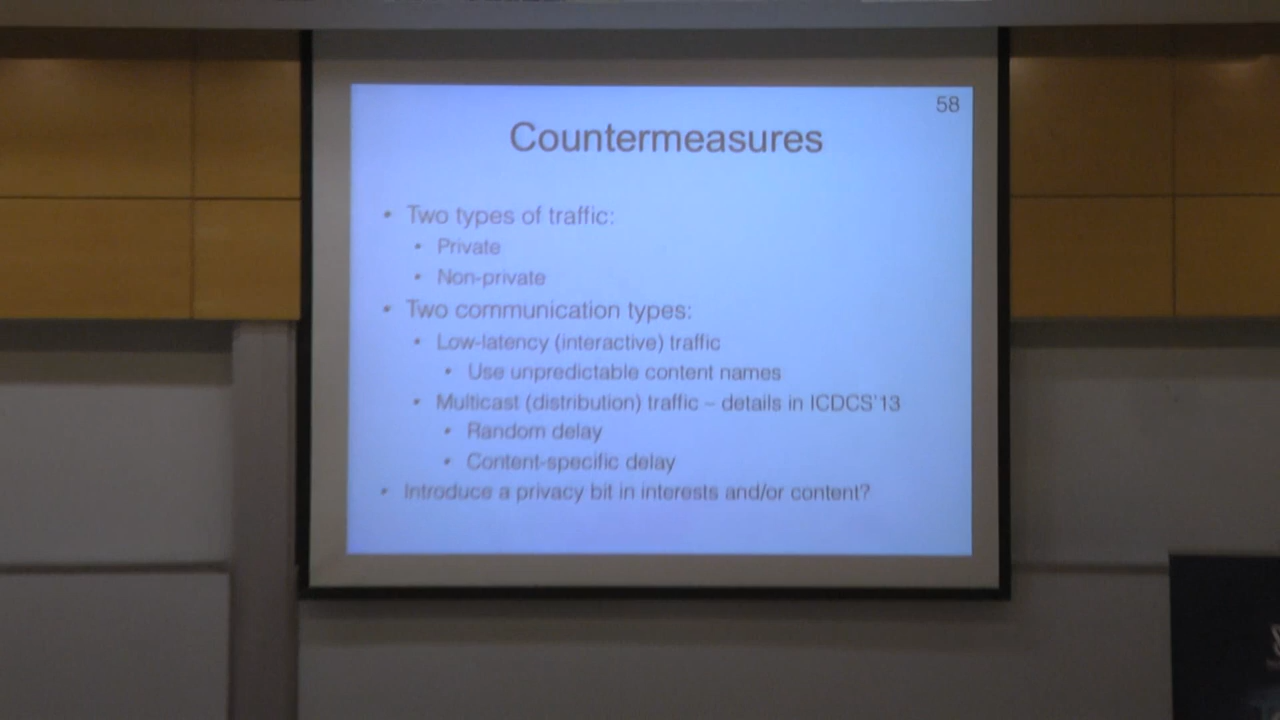 58
Countermeasures
• Two types of traffic:
• Private
• Non-private
• Two communication types:
• Low-latency (interactive) traffic
• Use unpredictable content names
• Multicast (distribution) traffic – details in ICDCS'13
• Random delay
• Content-specific delay
• Introduce a privacy bit in interests and/or content?